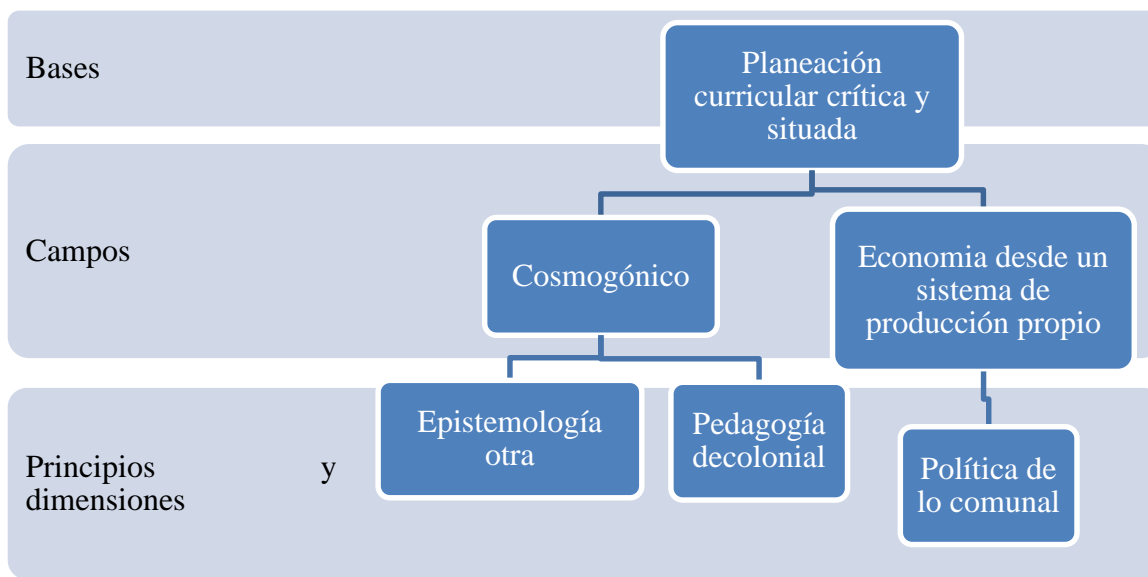 Bases
Planeación
curricular crítica y
situada
Campos
Cosmogónico
Economia desde un
sistema de
producción propio
Principios y
dimensiones
Epistemología
otra
Pedagogía
decolonial
Política de
lo comunal